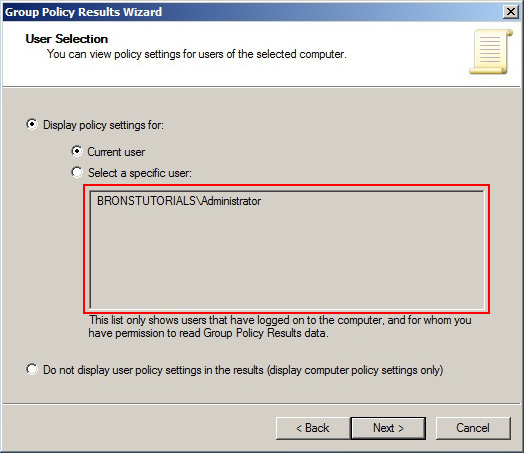 Group Policy Results Wizard
User Selection
You can view policy settings for users of the selected computer.
Display policy settings for:
Current user
Select a specific user:
BRONSTUTORIALS\Administrator
This list only shows users that have logged on to the computer, and for whom you
have permission to read Group Policy Results data.
Do not display user policy settings in the results (display computer policy settings only)
< Back
Next >
Cancel